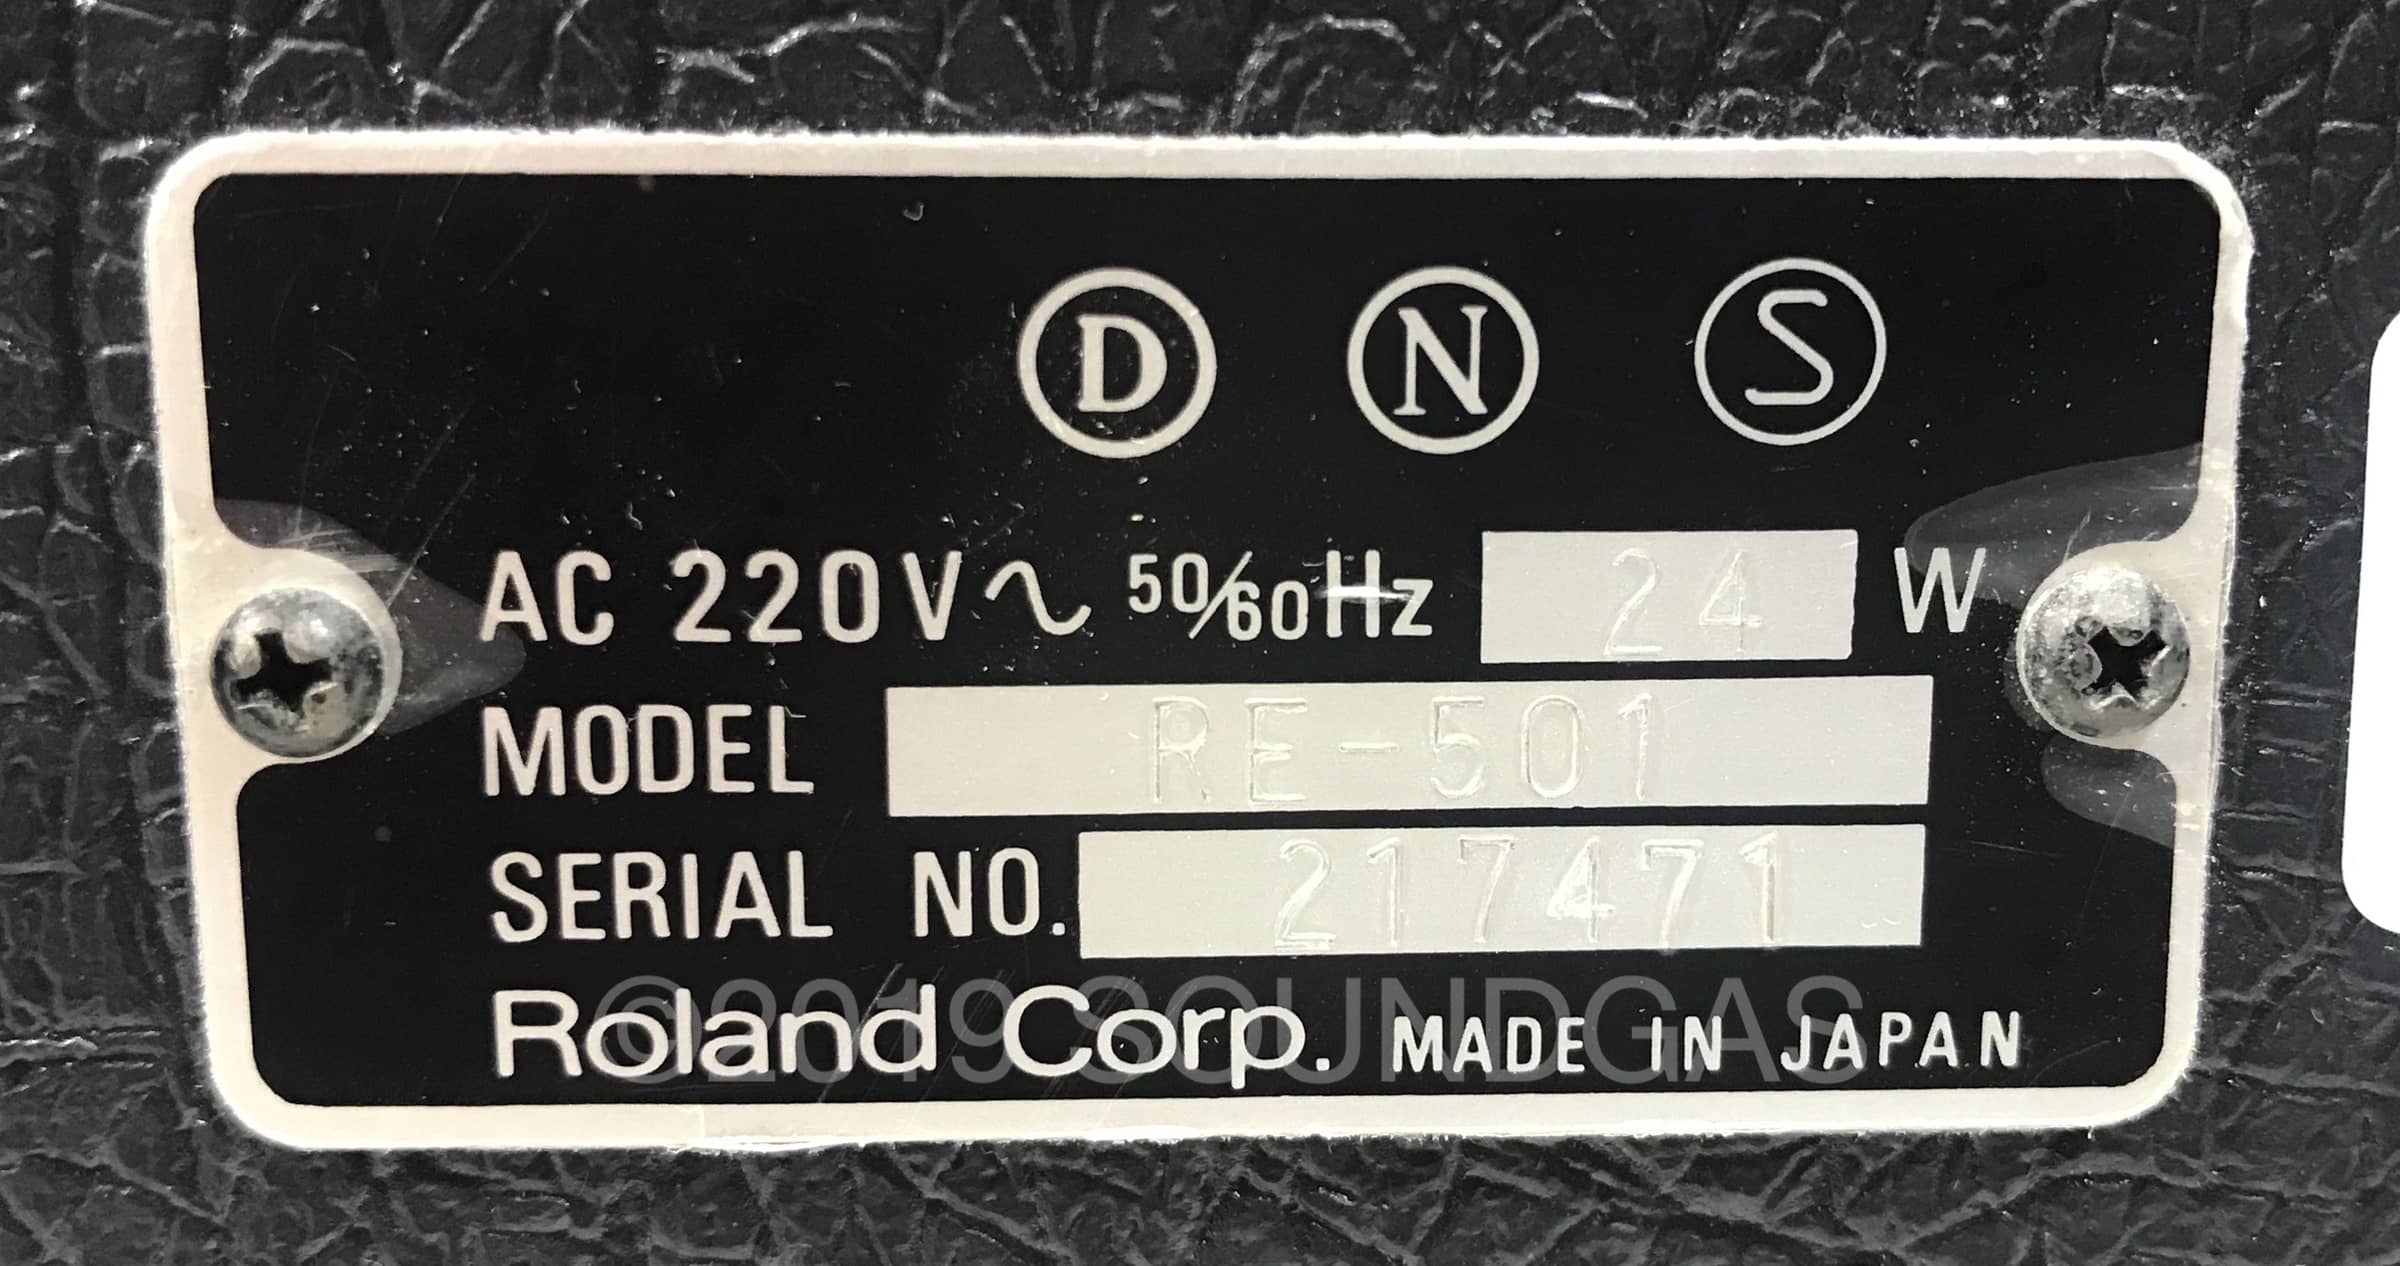 D N S
AC 220V~ 50/60Hz 24 W
MODEL RE-501
SERIAL NO. 217471
Roland Corp. MADE IN JAPAN
©2019 SOUNDGAS